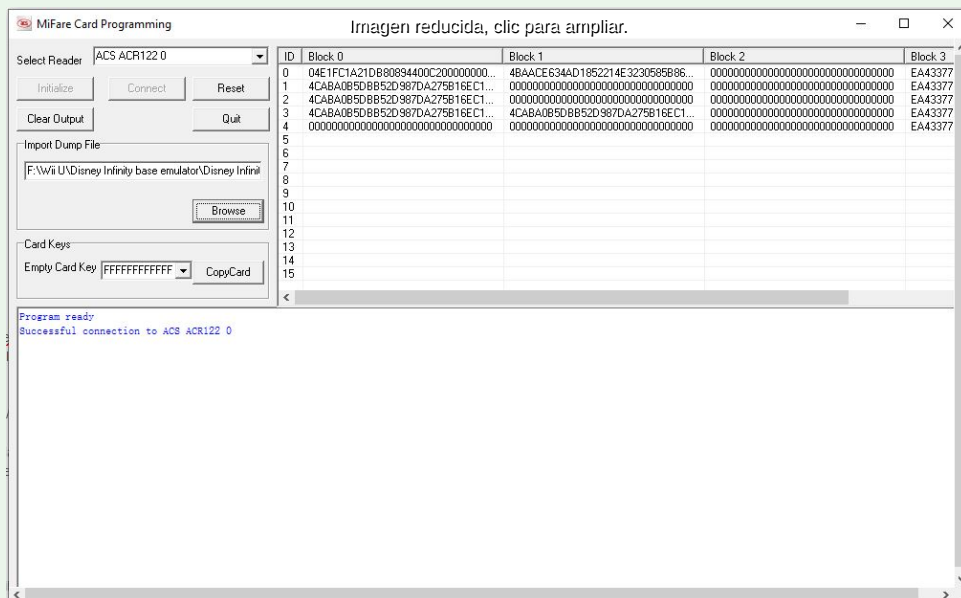 MiFare Card Programming
Imagen reducida, clic para ampliar.
Select Reader ACS ACR122 0
Initialize Connect Reset
Clear Output Quit
Import Dump File
F:\Wii U\Disney Infinity base emulator\Disney Infinit
Browse
Card Keys
Empty Card Key FFFFFFFFFFFF CopyCard
ID Block 0 Block 1 Block 2 Block 3
0 04E1FC1A21DB80894400C200000000... 4BAACE634AD1852214E3230585B86... 00000000000000000000000000000000 EA43377
1 4CABA0B5DBB52D987DA275B16EC1... 00000000000000000000000000000000 00000000000000000000000000000000 EA43377
2 4CABA0B5DBB52D987DA275B16EC1... 00000000000000000000000000000000 00000000000000000000000000000000 EA43377
3 4CABA0B5DBB52D987DA275B16EC1... 4CABA0B5DBB52D987DA275B16EC1... 00000000000000000000000000000000 EA43377
4 00000000000000000000000000000000 00000000000000000000000000000000 00000000000000000000000000000000 EA43377
5
6
7
8
9
10
11
12
13
14
15
Program ready
Successful connection to ACS ACR122 0